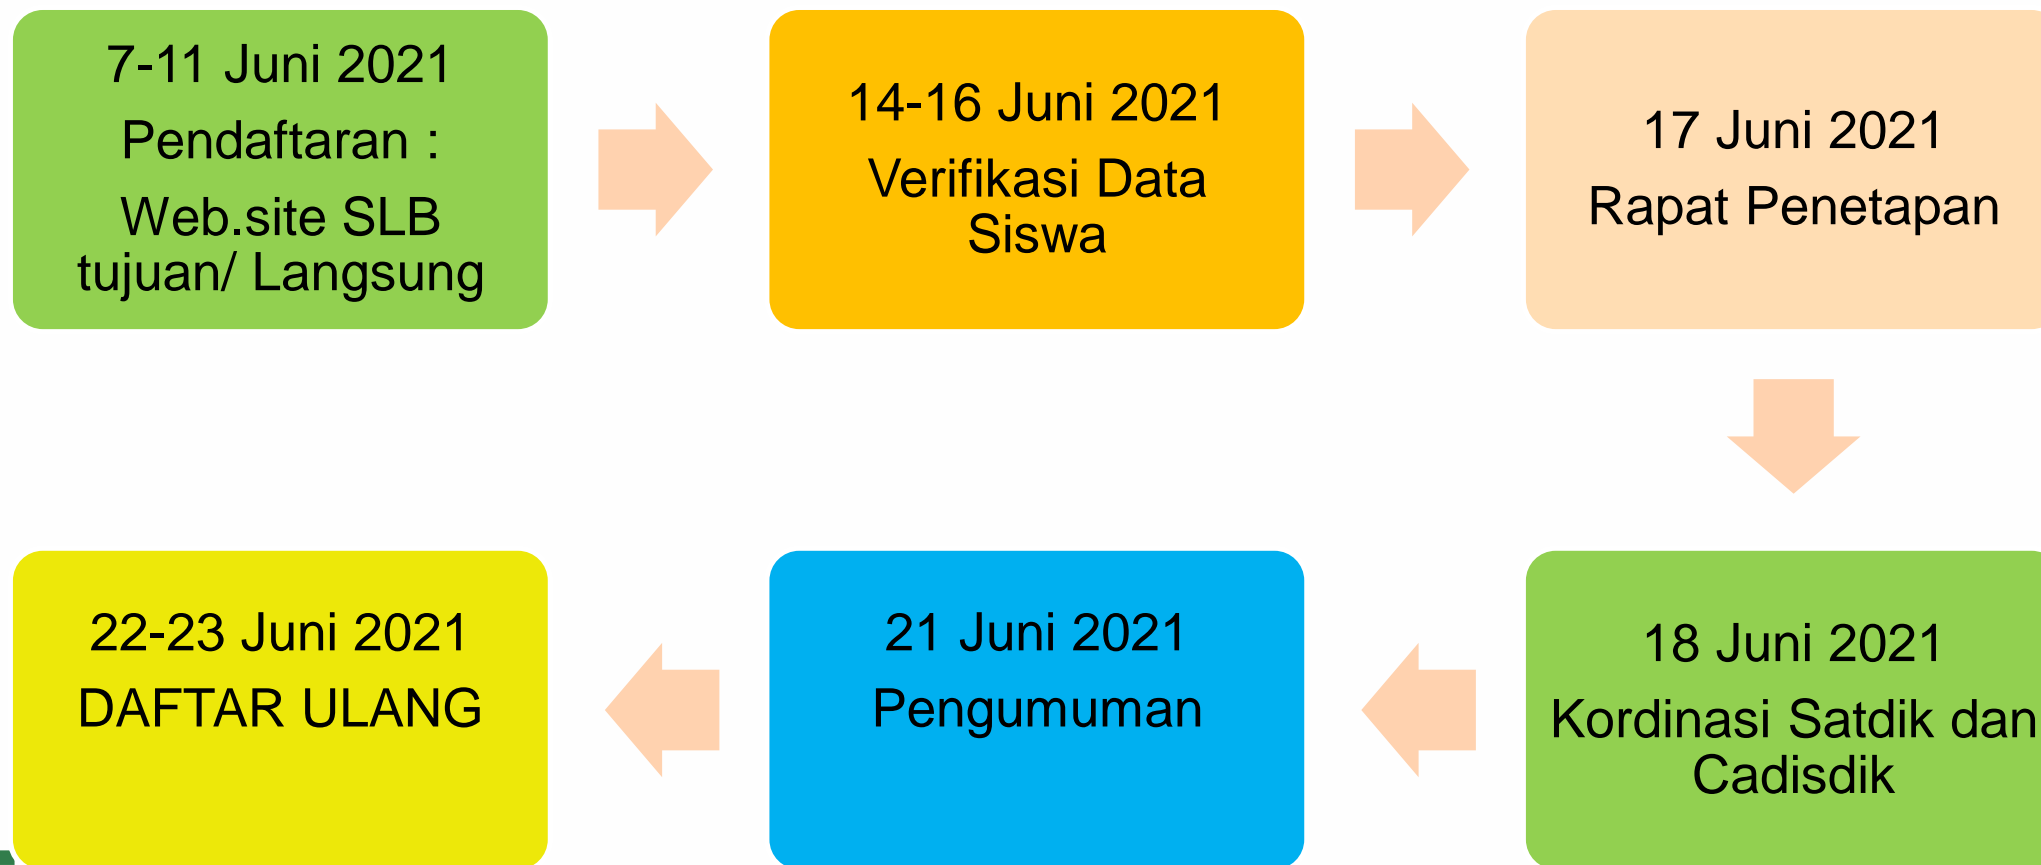 7-11 Juni 2021
Pendaftaran :
Web.site SLB
tujuan/ Langsung
14-16 Juni 2021
Verifikasi Data
Siswa
17 Juni 2021
Rapat Penetapan
18 Juni 2021
Kordinasi Satdik dan
Cadisdik
21 Juni 2021
Pengumuman
22-23 Juni 2021
DAFTAR ULANG